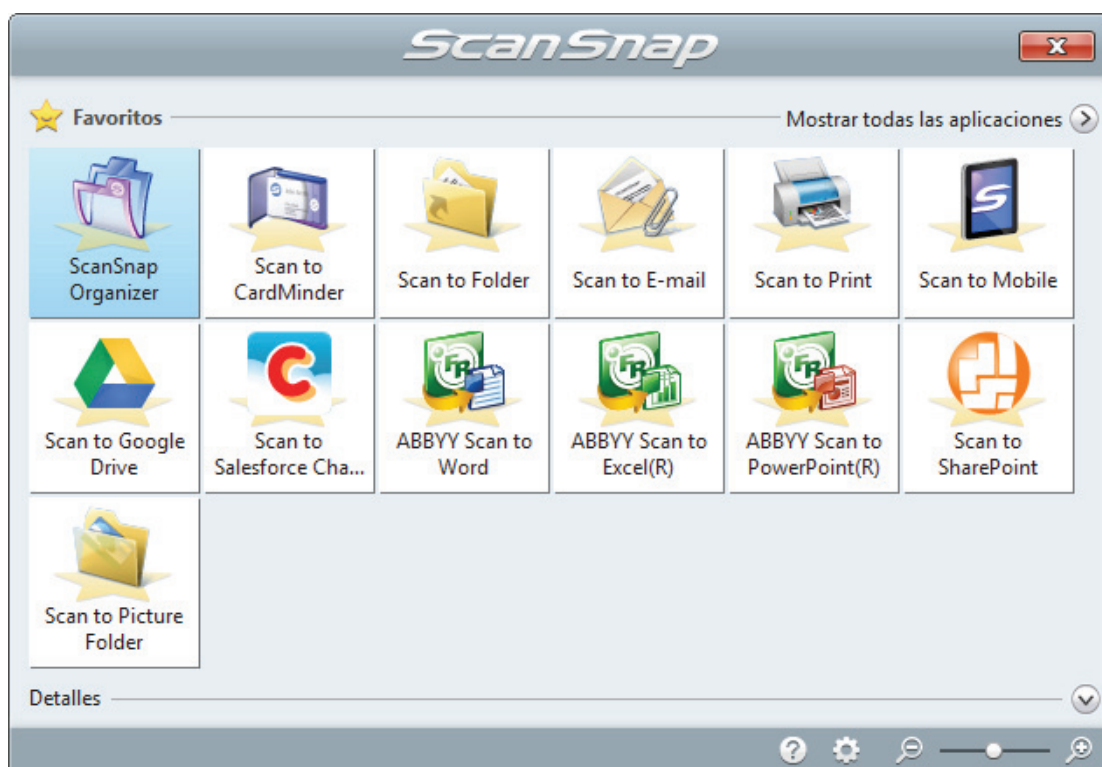 ScanSnap
Favoritos
Mostrar todas las aplicaciones
ScanSnap
Organizer
Scan to
CardMinder
Scan to Folder
Scan to E-mail
Scan to Print
Scan to Mobile
Scan to Google
Drive
Scan to
Salesforce Cha...
ABBYY Scan to
Word
ABBYY Scan to
Excel(R)
ABBYY Scan to
PowerPoint(R)
Scan to
SharePoint
Scan to Picture
Folder
Detalles